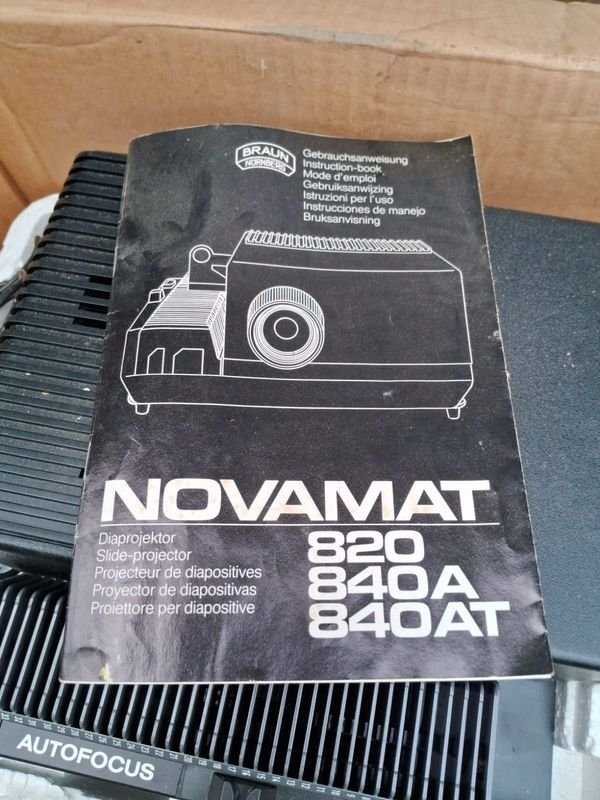 BRAUN
NÜRNBERG
Gebrauchsanweisung
Instruction-book
Mode d'emploi
Gebruiksanwijzing
Istruzioni per l'uso
Instrucciones de manejo
Bruksanvisning
NOVAMAT
Diaprojektor
Slide-projector
Projecteur de diapositives
Proyector de diapositivas
Proiettore per diapositive
820
840A
840AT
AUTOFOCUS